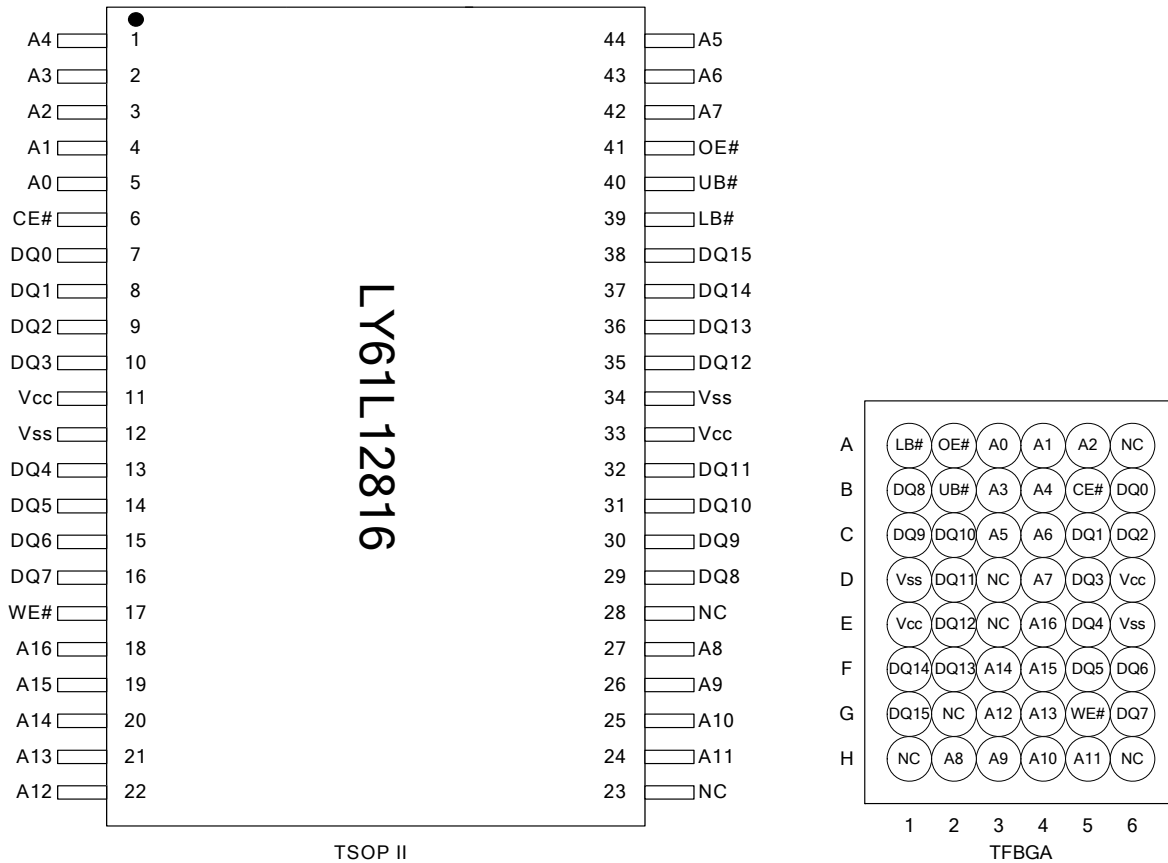 A4 1 44 A5
A3 2 43 A6
A2 3 42 A7
A1 4 41 OE#
A0 5 40 UB#
CE# 6 39 LB#
DQ0 7 38 DQ15
DQ1 8 37 DQ14
DQ2 9 36 DQ13
DQ3 10 35 DQ12
Vcc 11 34 Vss
Vss 12 33 Vcc
DQ4 13 32 DQ11
DQ5 14 31 DQ10
DQ6 15 30 DQ9
DQ7 16 29 DQ8
WE# 17 28 NC
A16 18 27 A8
A15 19 26 A9
A14 20 25 A10
A13 21 24 A11
A12 22 23 NC
LY61L12816
TSOP II
A LB# OE# A0 A1 A2 NC
B DQ8 UB# A3 A4 CE# DQ0
C DQ9 DQ10 A5 A6 DQ1 DQ2
D Vss DQ11 NC A7 DQ3 Vcc
E Vcc DQ12 NC A16 DQ4 Vss
F DQ14 DQ13 A14 A15 DQ5 DQ6
G DQ15 NC A12 A13 WE# DQ7
H NC A8 A9 A10 A11 NC
1 2 3 4 5 6
TFBGA